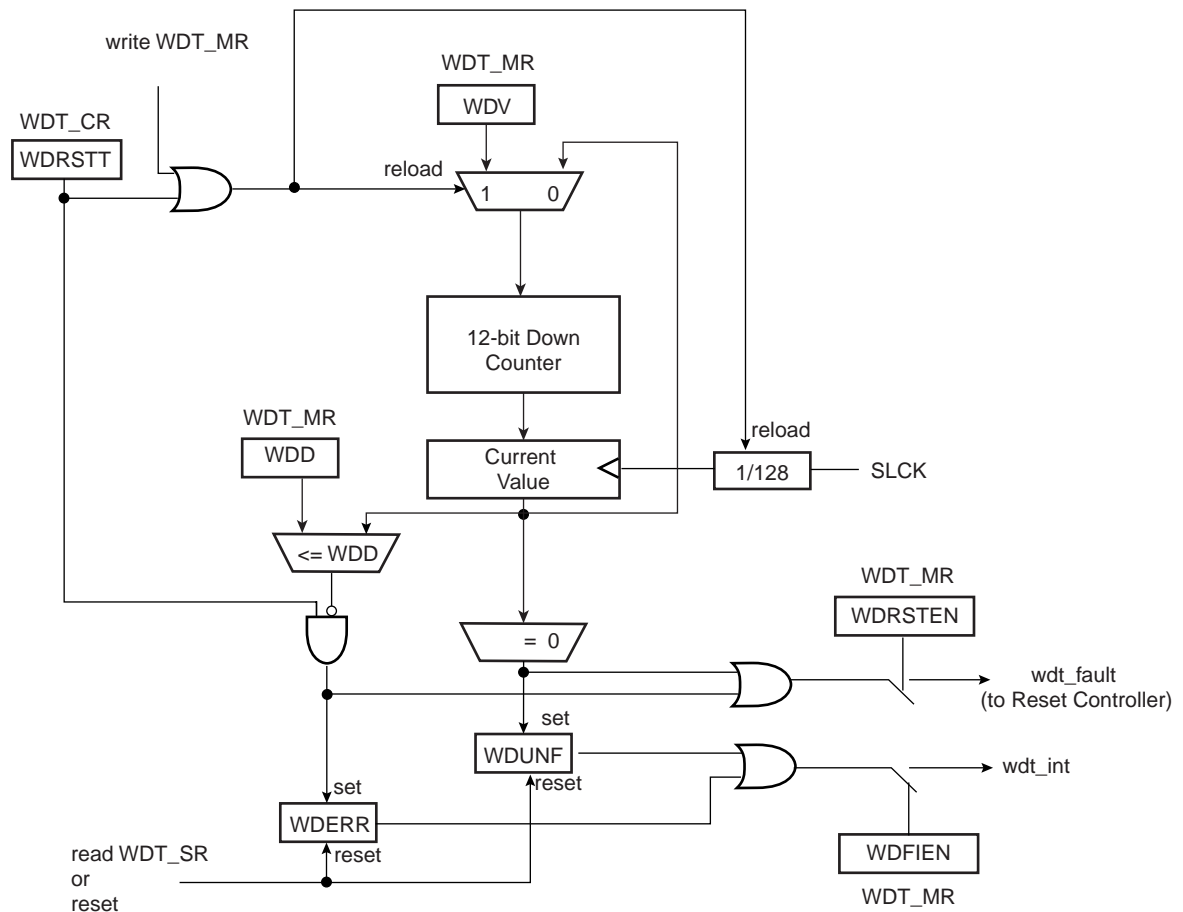 write WDT_MR
WDT_MR
WDV
WDT_CR
WDRSTT
reload
1 0
12-bit Down
Counter
WDT_MR
WDD
reload
Current
Value
1/128
SLCK
<= WDD
WDT_MR
WDRSTEN
= 0
wdt_fault
(to Reset Controller)
set
WDUNF
reset
wdt_int
set
WDERR
reset
WDFIEN
WDT_MR
read WDT_SR
or
reset